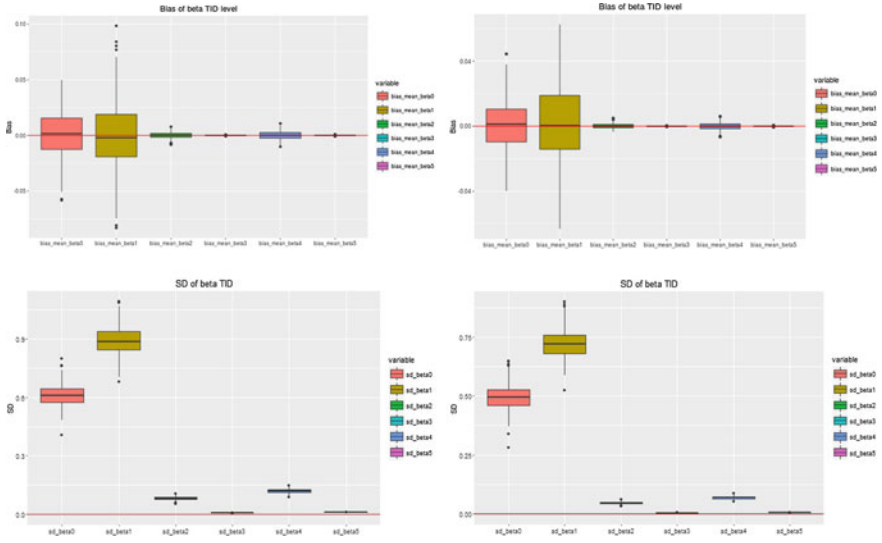 Bias of beta TID level
0.10
0.05
0.00
-0.05
Bias
bias_mean_beta0 bias_mean_beta1 bias_mean_beta2 bias_mean_beta3 bias_mean_beta4 bias_mean_beta5
variable
bias_mean_beta0
bias_mean_beta1
bias_mean_beta2
bias_mean_beta3
bias_mean_beta4
bias_mean_beta5
Bias of beta TID level
0.04
0.00
-0.04
Bias
bias_mean_beta0 bias_mean_beta1 bias_mean_beta2 bias_mean_beta3 bias_mean_beta4 bias_mean_beta5
variable
bias_mean_beta0
bias_mean_beta1
bias_mean_beta2
bias_mean_beta3
bias_mean_beta4
bias_mean_beta5
SD of beta TID
0.9
0.6
0.3
0.0
SD
sd_beta0 sd_beta1 sd_beta2 sd_beta3 sd_beta4 sd_beta5
variable
sd_beta0
sd_beta1
sd_beta2
sd_beta3
sd_beta4
sd_beta5
SD of beta TID
0.75
0.50
0.25
0.00
SD
sd_beta0 sd_beta1 sd_beta2 sd_beta3 sd_beta4 sd_beta5
variable
sd_beta0
sd_beta1
sd_beta2
sd_beta3
sd_beta4
sd_beta5